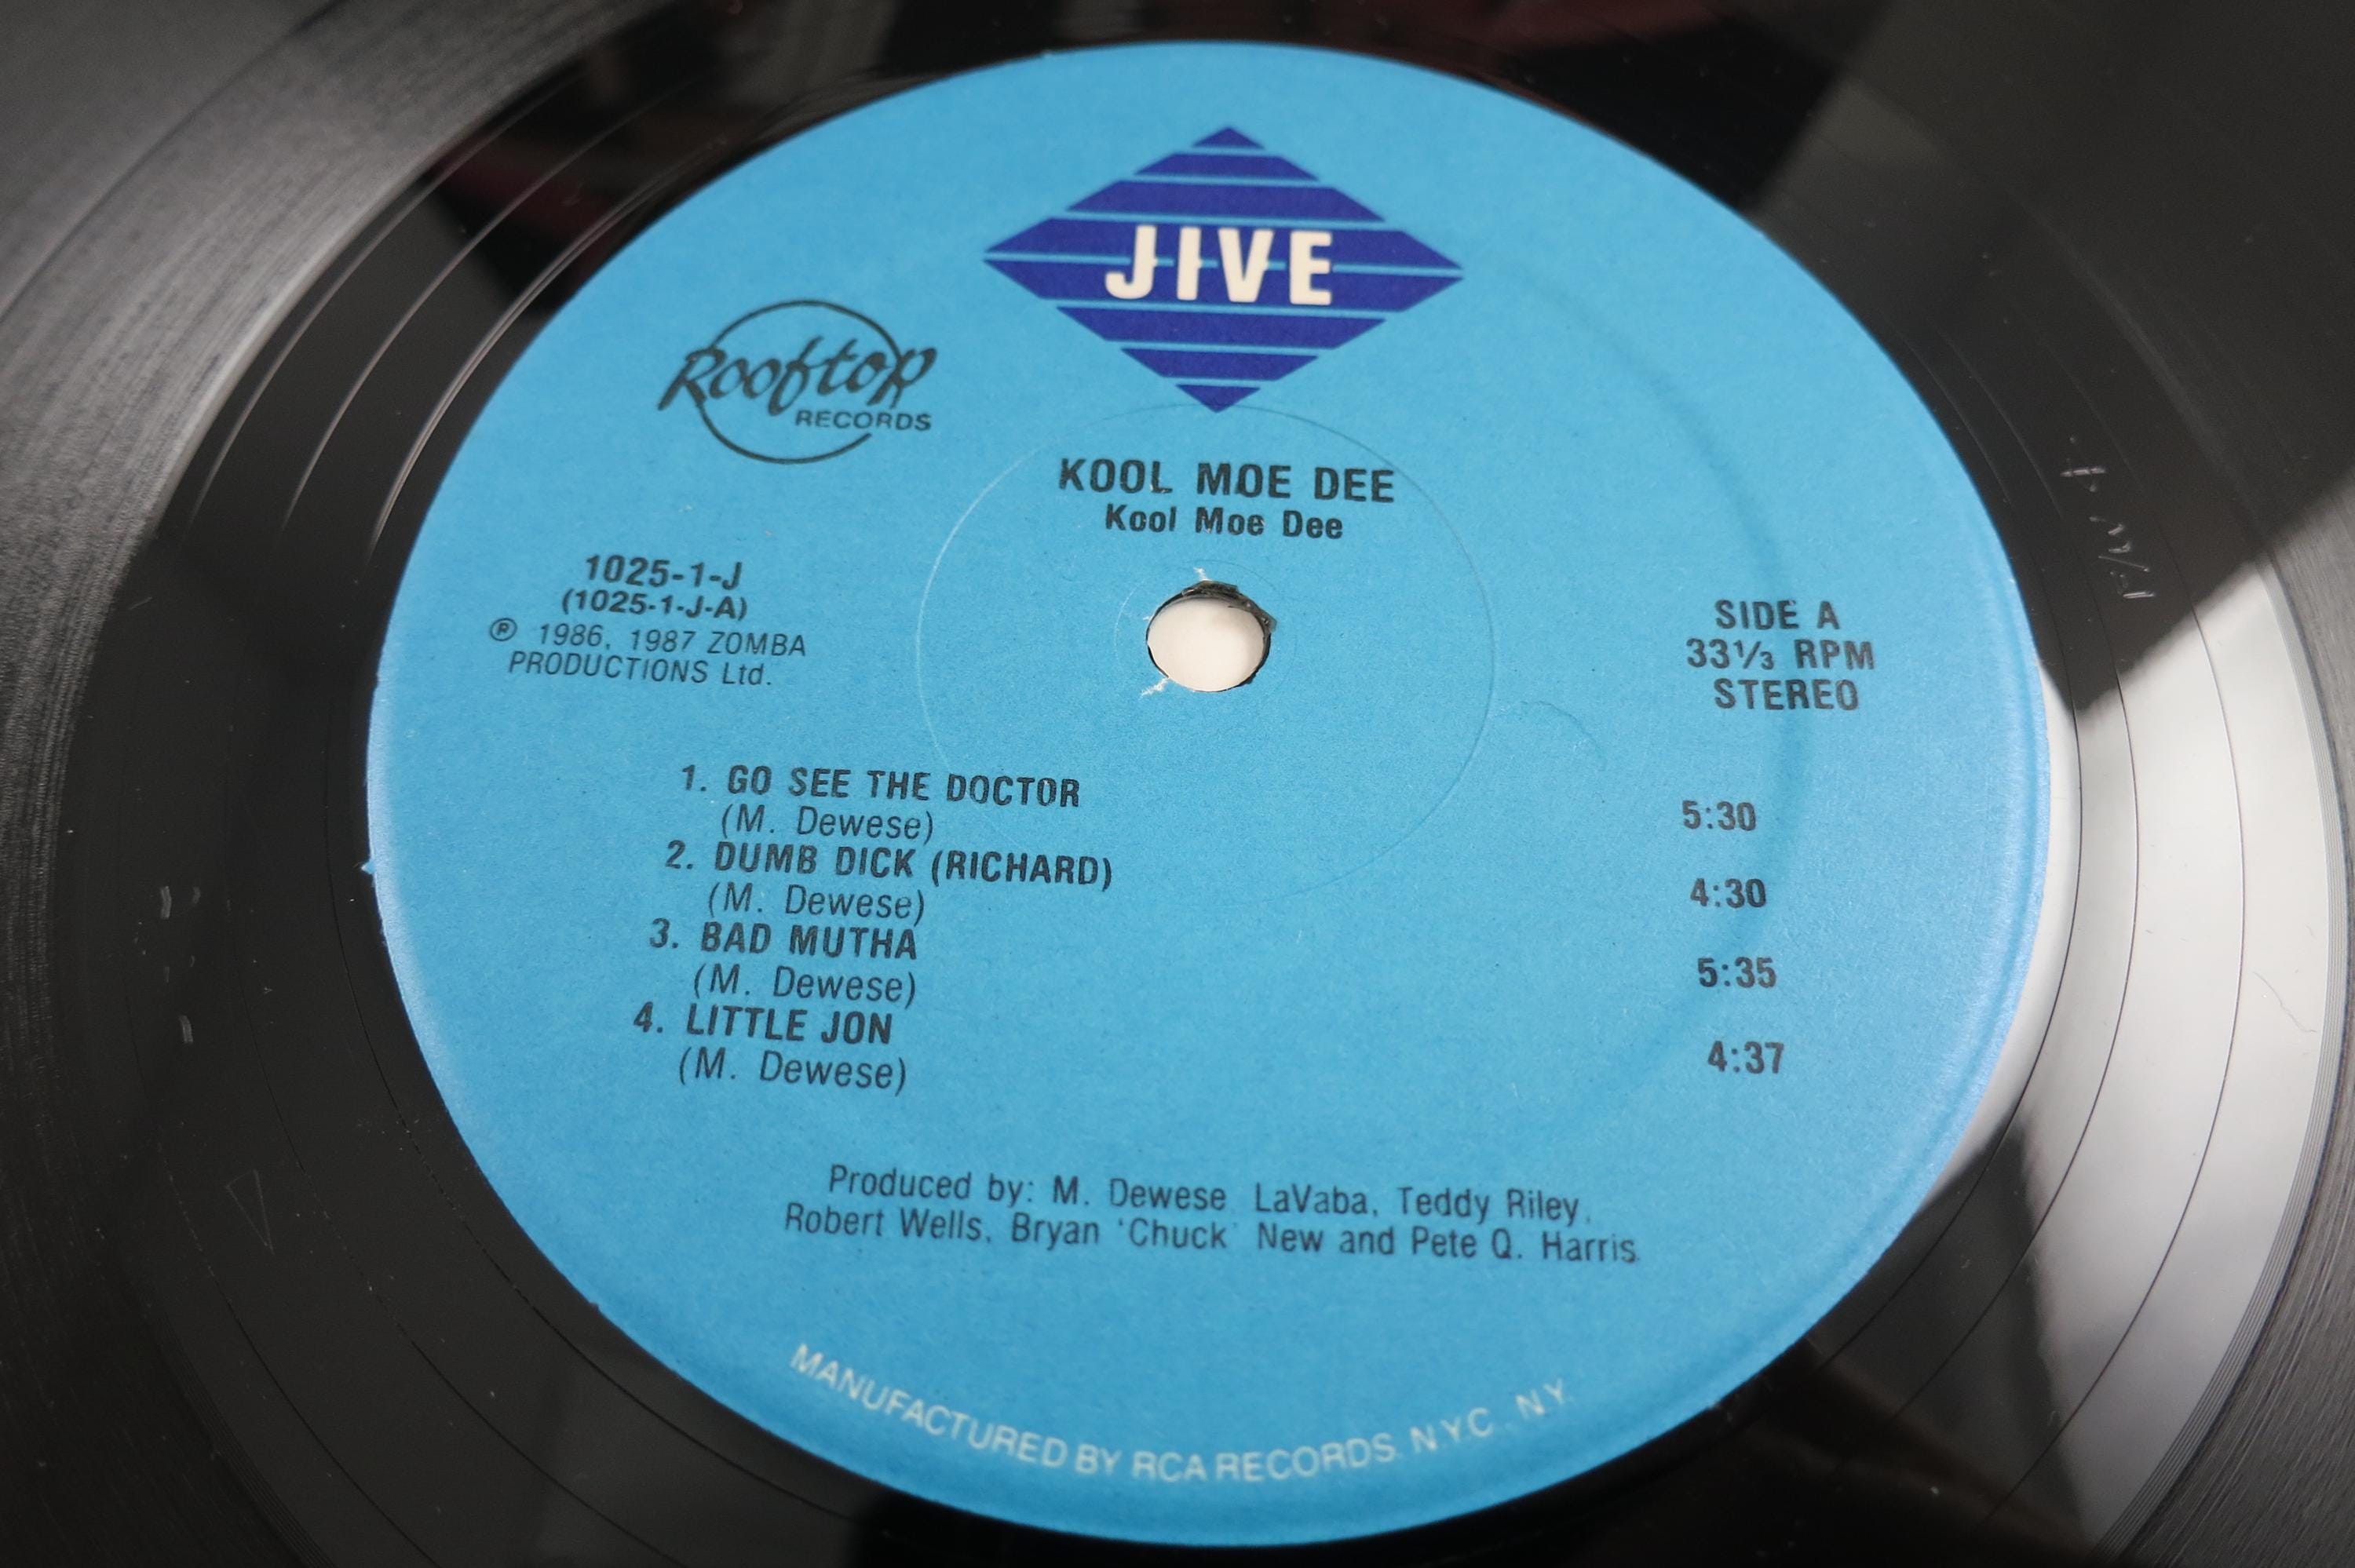 JIVE
Rooftop
RECORDS
KOOL MOE DEE
Kool Moe Dee
1025-1-J
(1025-1-J-A)
℗ 1986, 1987 ZOMBA
PRODUCTIONS Ltd.
SIDE A
33⅓ RPM
STEREO
1. GO SEE THE DOCTOR 5:30
(M. Dewese)
2. DUMB DICK (RICHARD) 4:30
(M. Dewese)
3. BAD MUTHA 5:35
(M. Dewese)
4. LITTLE JON 4:37
(M. Dewese)
Produced by: M. Dewese LaVaba, Teddy Riley,
Robert Wells, Bryan 'Chuck' New and Pete Q. Harris.
MANUFACTURED BY RCA RECORDS. N.Y.C., N.Y.